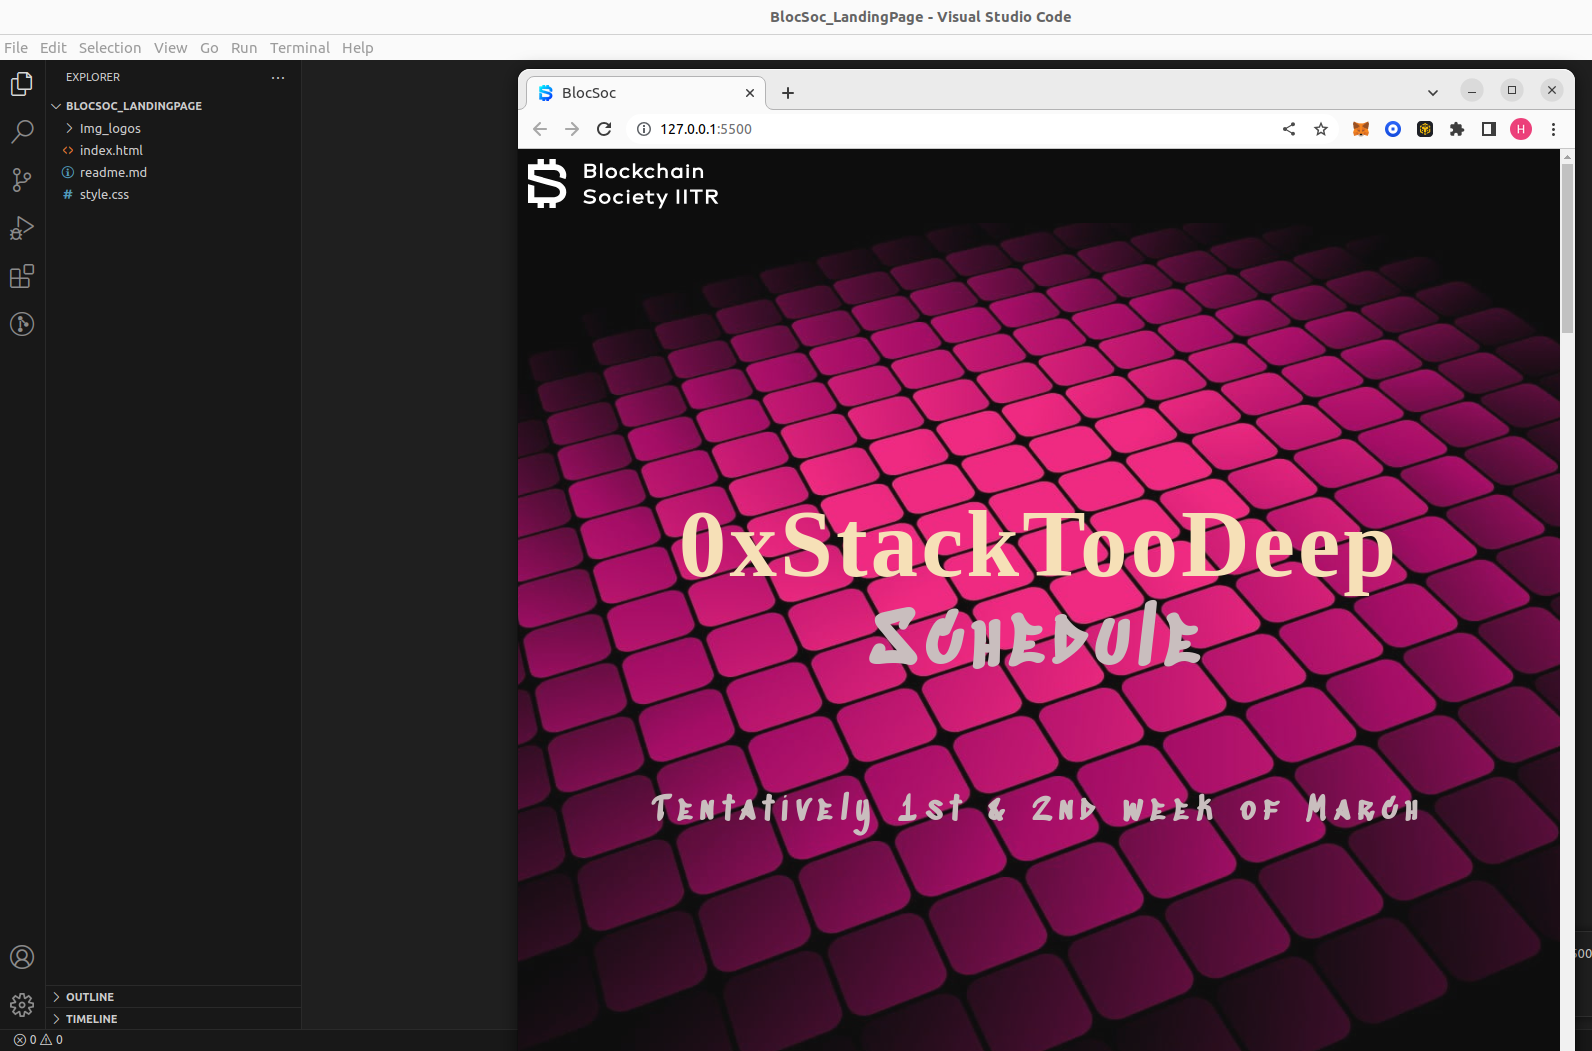 BlocSoc_LandingPage - Visual Studio Code
File Edit Selection View Go Run Terminal Help
EXPLORER
BLOCSOC_LANDINGPAGE
Img_logos
index.html
readme.md
style.css
OUTLINE
TIMELINE
0 0
BlocSoc
127.0.0.1:5500
H
Blockchain
Society IITR
0xStackTooDeep
Schedule
Tentatively 1st & 2nd week of March